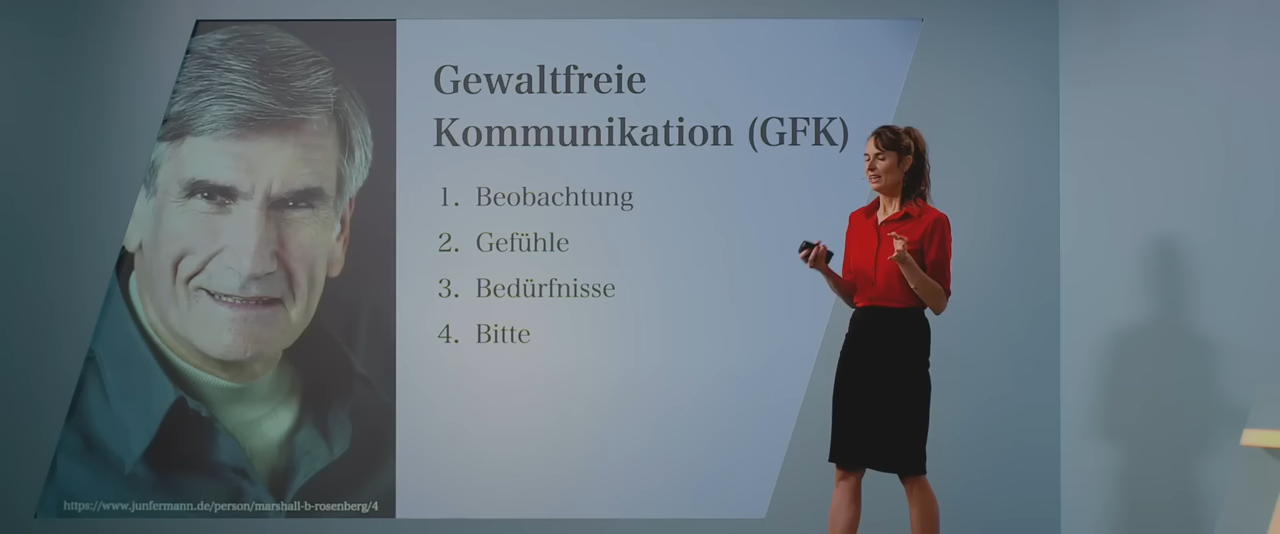 Gewaltfreie
Kommunikation (GFK)
1. Beobachtung
2. Gefühle
3. Bedürfnisse
4. Bitte
https://www.junfermann.de/person/marshall-b-rosenberg/4